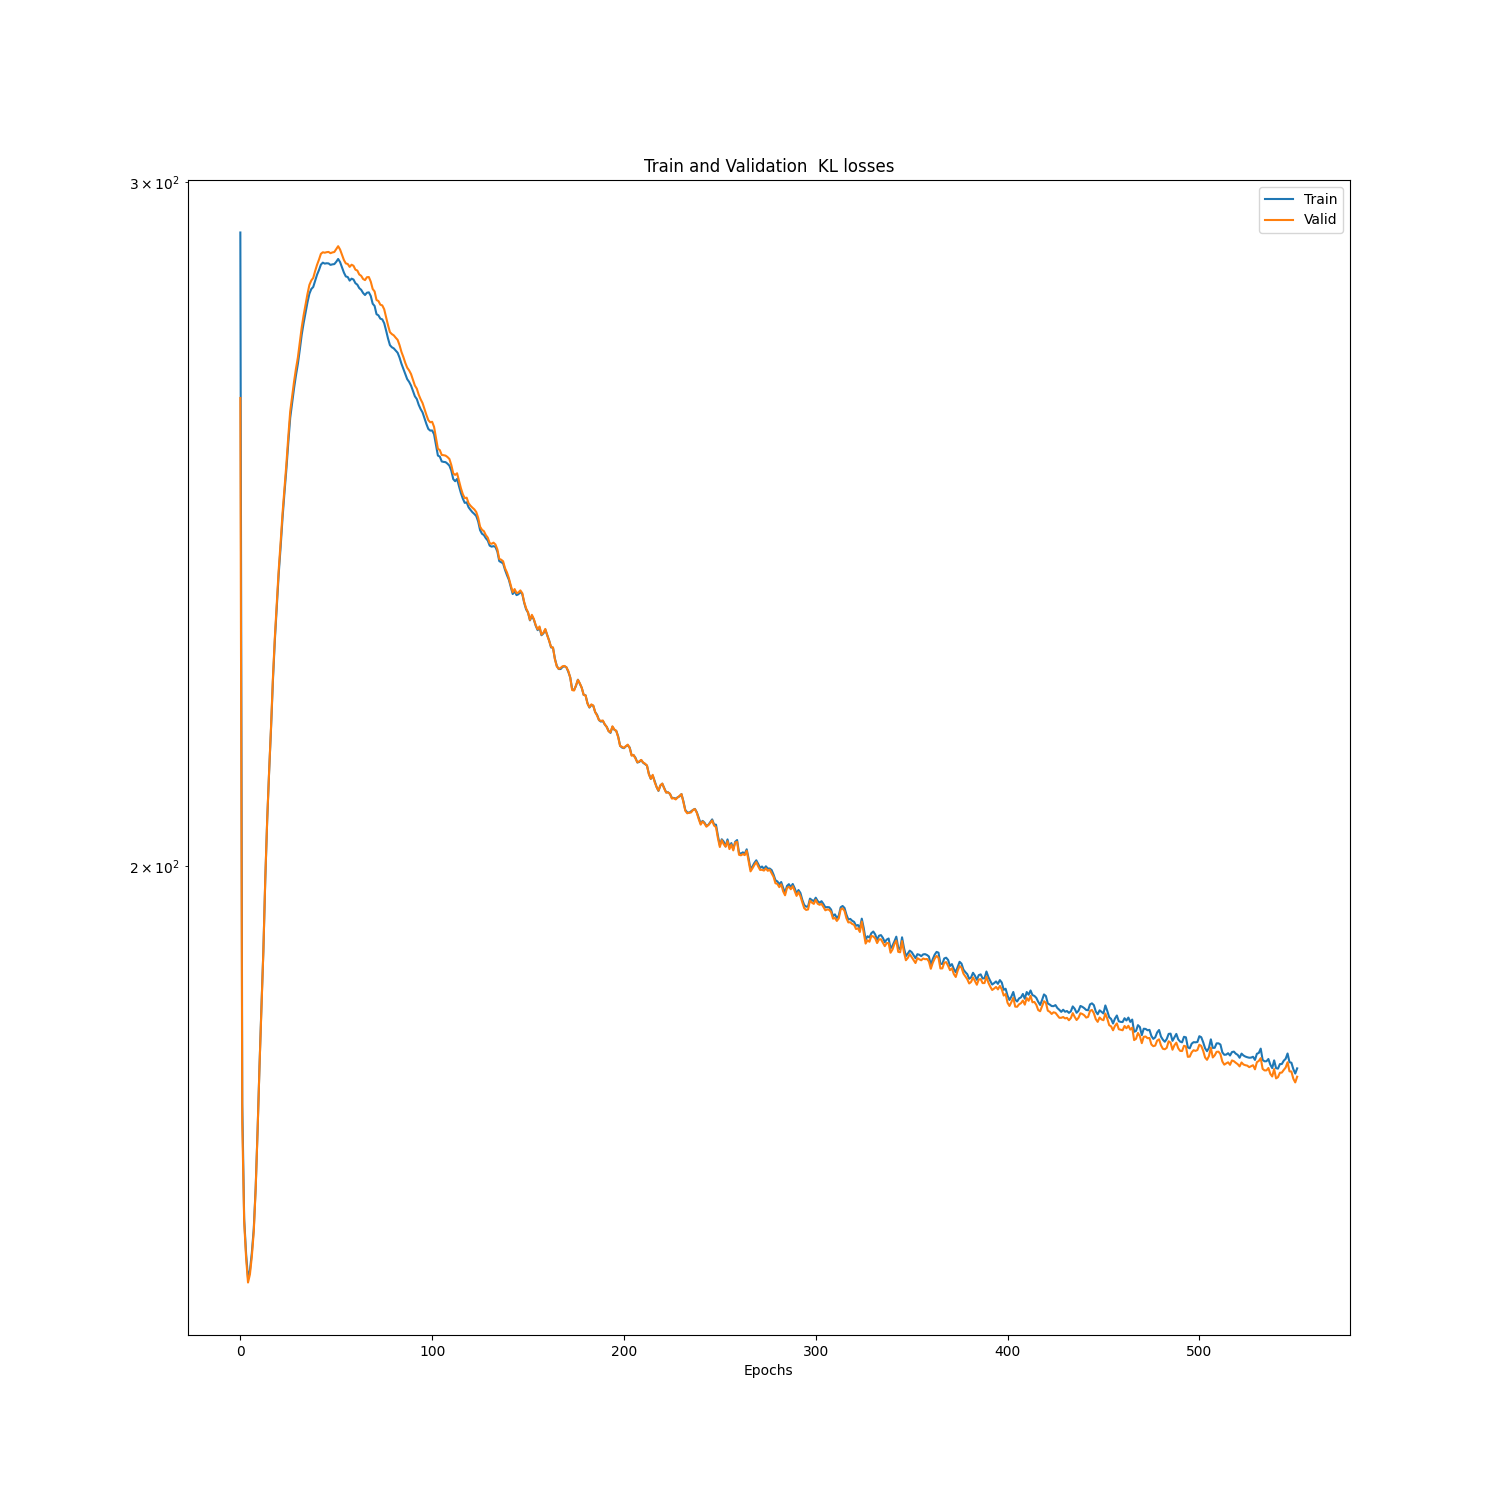 Train and Validation  KL losses
3 × 10²
Train
Valid
2 × 10²
0 100 200 300 400 500
Epochs